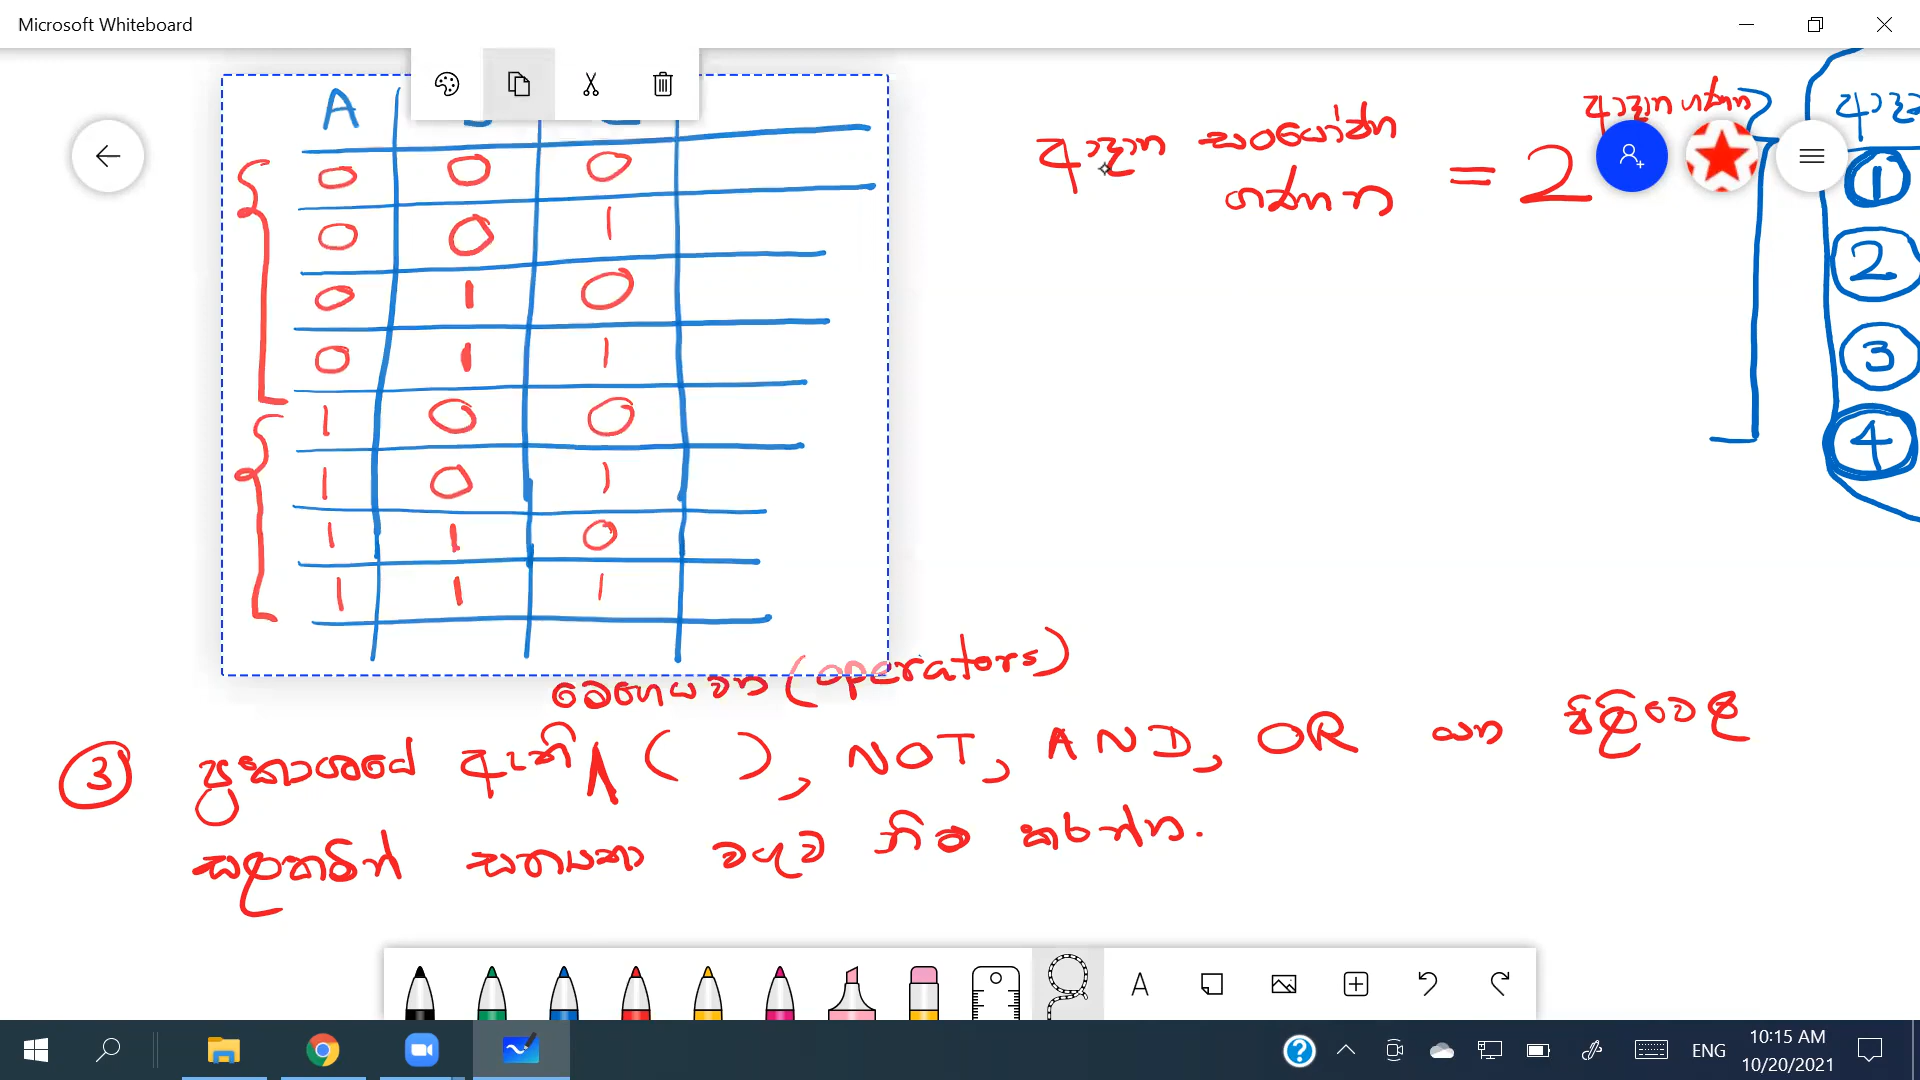 Microsoft Whiteboard
A
0 0 0
0 0 1
0 1 0
0 1 1
1 0 0
1 0 1
1 1 0
1 1 1
ආදාන සංයෝජන
ගණන = 2
ආදාන ගණන
1
2
3
4
මෙහෙයවන (operators)
3 ප්‍රකාශයේ ඇති ( ), NOT, AND, OR යන පිළිවෙළ
සලකමින් සත්‍යතා වගුව නිම කරන්න.
A
ENG
10:15 AM
10/20/2021